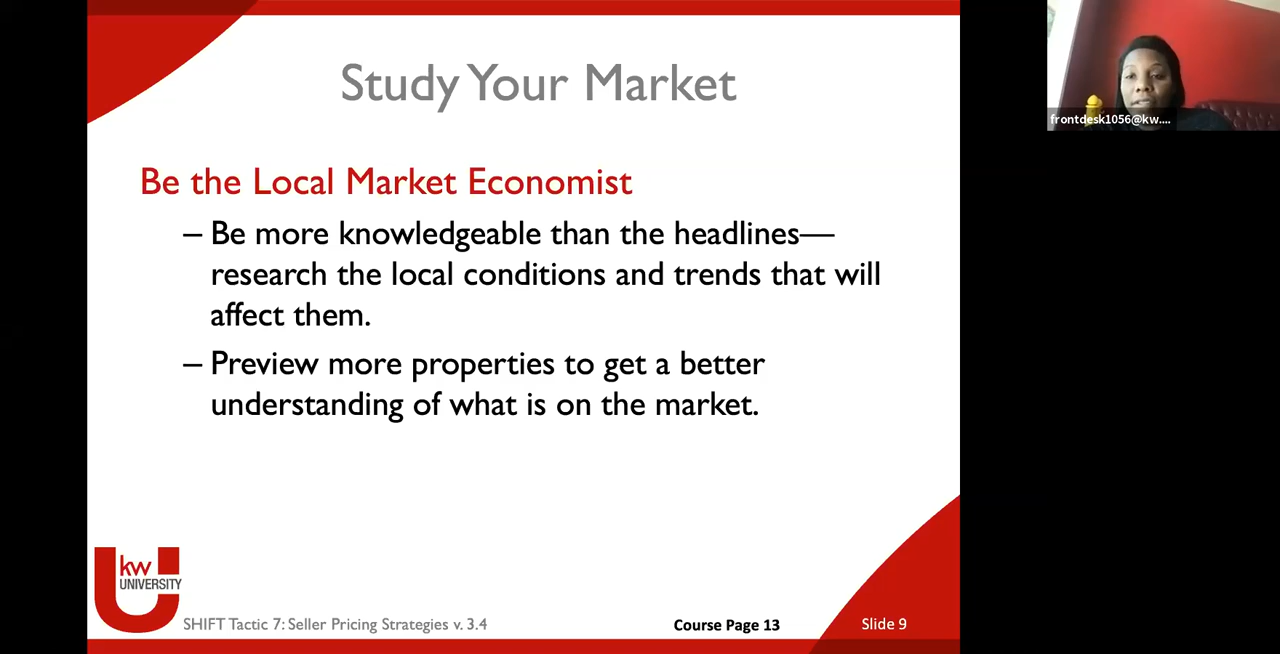 Study Your Market
frontdesk1056@kw....
Be the Local Market Economist
– Be more knowledgeable than the headlines—
research the local conditions and trends that will
affect them.
– Preview more properties to get a better
understanding of what is on the market.
kw
UNIVERSITY
SHIFT Tactic 7: Seller Pricing Strategies v. 3.4
Course Page 13
Slide 9